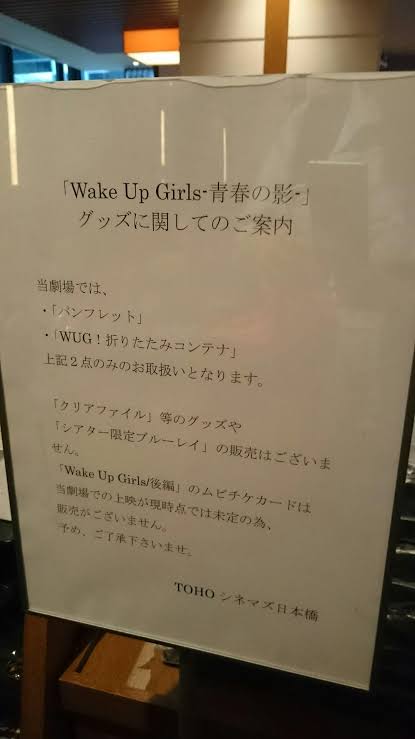 「Wake Up Girls-青春の影-」
グッズに関してのご案内
当劇場では、
・「パンフレット」
・「WUG！折りたたみコンテナ」
上記２点のみのお取扱いとなります。
「クリアファイル」等のグッズや
「シアター限定ブルーレイ」の販売はございま
せん。
「Wake Up Girls/後編」のムビチケカードは
当劇場での上映が現時点では未定の為、
販売がございません。
予め、ご了承下さいませ。
TOHO シネマズ日本橋